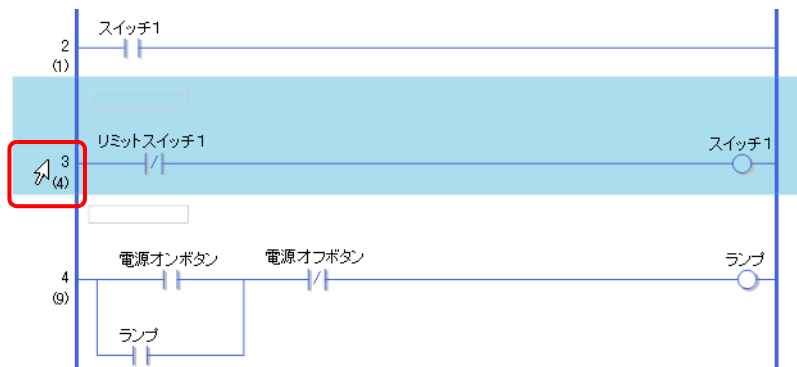 スイッチ1
2
(1)
リミットスイッチ1 スイッチ1
3
(4)
電源オンボタン 電源オフボタン ランプ
4
(9)
ランプ